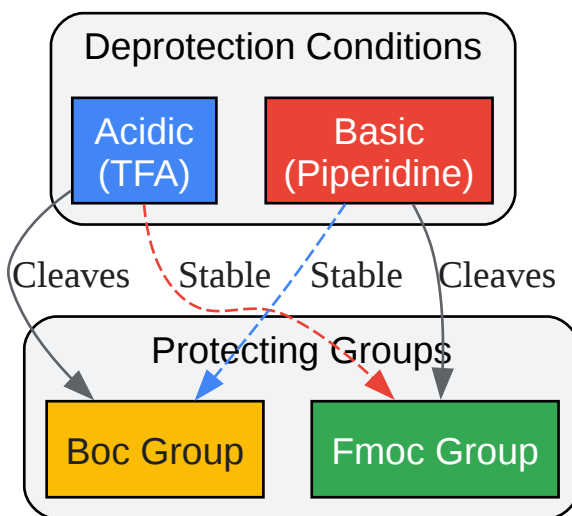 Deprotection Conditions
Acidic
(TFA)
Basic
(Piperidine)
Cleaves
Stable
Stable
Cleaves
Protecting Groups
Boc Group
Fmoc Group